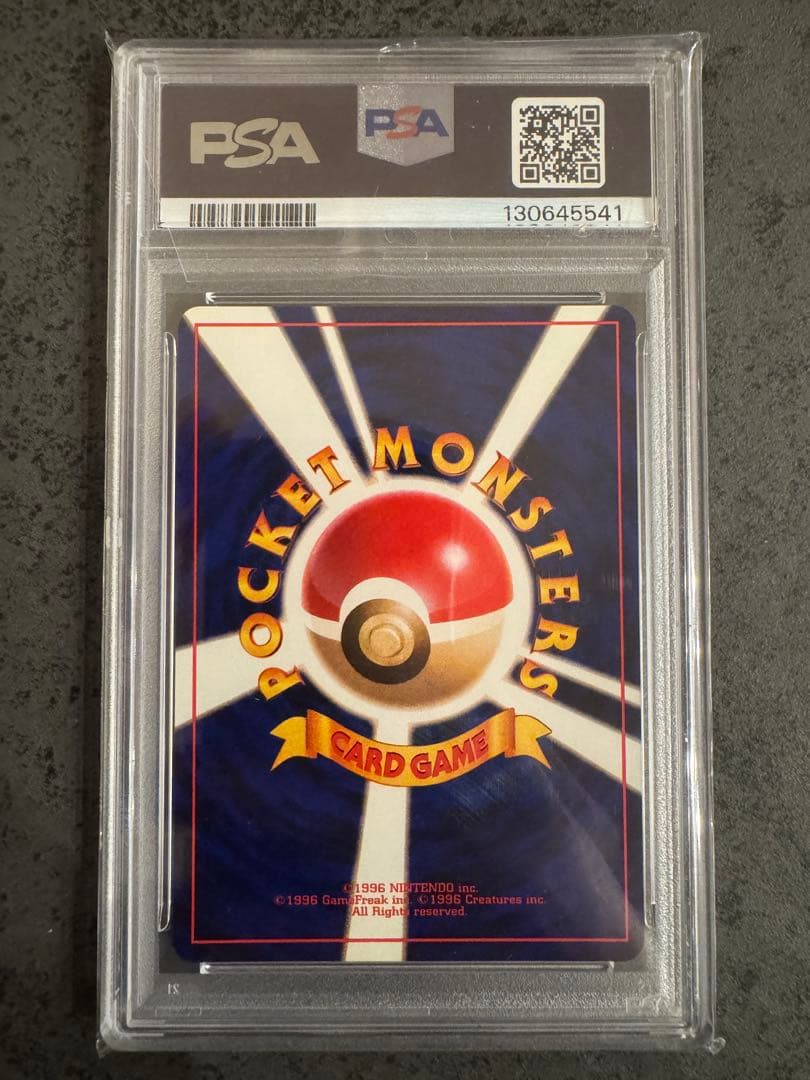 PSA
PSA
130645541
POCKET MONSTERS
CARD GAME
©1996 NINTENDO inc.
©1996 GameFreak inc. ©1996 Creatures inc.
All Rights reserved.